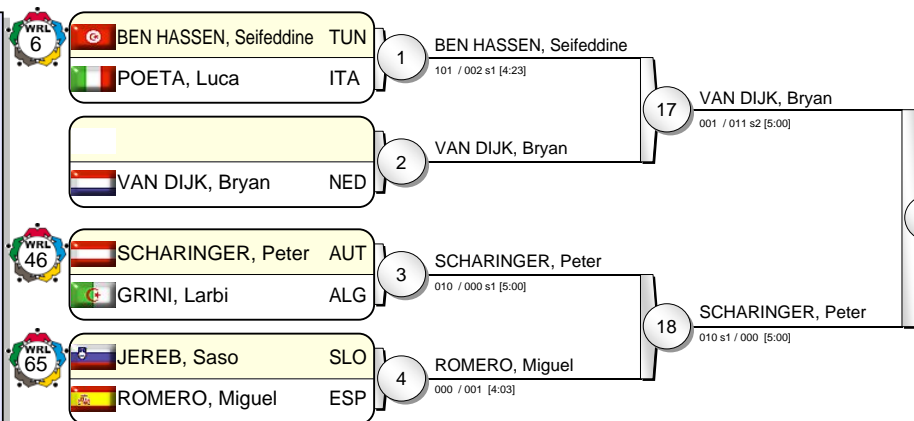 WRL
6
BEN HASSEN, Seifeddine TUN
POETA, Luca ITA
1
BEN HASSEN, Seifeddine
101 / 002 s1 [4:23]
VAN DIJK, Bryan NED
2
VAN DIJK, Bryan
17
VAN DIJK, Bryan
001 / 011 s2 [5:00]
WRL
46
SCHARINGER, Peter AUT
GRINI, Larbi ALG
3
SCHARINGER, Peter
010 / 000 s1 [5:00]
WRL
65
JEREB, Saso SLO
ROMERO, Miguel ESP
4
ROMERO, Miguel
000 / 001 [4:03]
18
SCHARINGER, Peter
010 s1 / 000 [5:00]